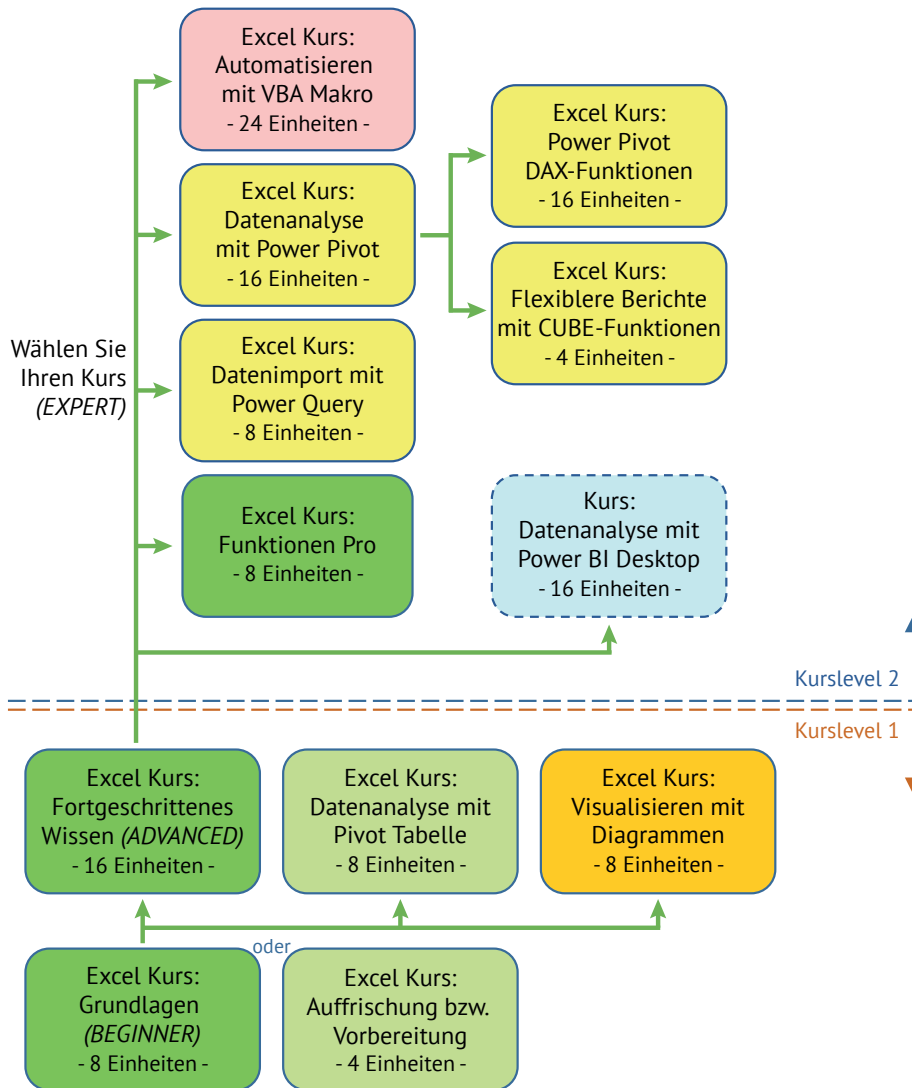 Excel Kurs:
Automatisieren
mit VBA Makro
- 24 Einheiten -
Excel Kurs:
Power Pivot
DAX-Funktionen
- 16 Einheiten -
Excel Kurs:
Datenanalyse
mit Power Pivot
- 16 Einheiten -
Excel Kurs:
Flexiblere Berichte
mit CUBE-Funktionen
- 4 Einheiten -
Wählen Sie
Ihren Kurs
(EXPERT)
Excel Kurs:
Datenimport mit
Power Query
- 8 Einheiten -
Excel Kurs:
Funktionen Pro
- 8 Einheiten -
Kurs:
Datenanalyse mit
Power BI Desktop
- 16 Einheiten -
Kurslevel 2
Kurslevel 1
Excel Kurs:
Fortgeschrittenes
Wissen (ADVANCED)
- 16 Einheiten -
Excel Kurs:
Datenanalyse mit
Pivot Tabelle
- 8 Einheiten -
Excel Kurs:
Visualisieren mit
Diagrammen
- 8 Einheiten -
oder
Excel Kurs:
Grundlagen
(BEGINNER)
- 8 Einheiten -
Excel Kurs:
Auffrischung bzw.
Vorbereitung
- 4 Einheiten -